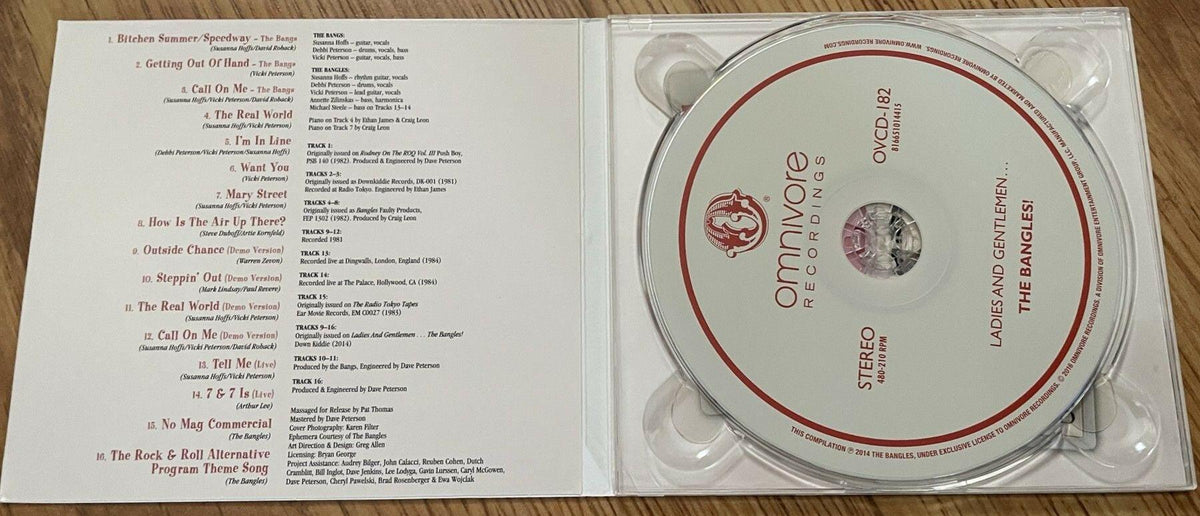 1. Bitchen Summer/Speedway – The Bangs
(Susanna Hoffs/David Roback)
2. Getting Out Of Hand – The Bangs
(Vicki Peterson)
3. Call On Me – The Bangs
(Susanna Hoffs/Vicki Peterson/David Roback)
4. The Real World
(Susanna Hoffs/Vicki Peterson)
5. I'm In Line
(Debbi Peterson/Vicki Peterson/Susanna Hoffs)
6. Want You
(Vicki Peterson)
7. Mary Street
(Susanna Hoffs/Vicki Peterson)
8. How Is The Air Up There?
(Steve Duboff/Artie Kornfeld)
9. Outside Chance (Demo Version)
(Warren Zevon)
10. Steppin' Out (Demo Version)
(Mark Lindsay/Paul Revere)
11. The Real World (Demo Version)
(Susanna Hoffs/Vicki Peterson)
12. Call On Me (Demo Version)
(Susanna Hoffs/Vicki Peterson/David Roback)
13. Tell Me (Live)
(Susanna Hoffs/Vicki Peterson)
14. 7 & 7 Is (Live)
(Arthur Lee)
15. No Mag Commercial
(The Bangles)
16. The Rock & Roll Alternative
Program Theme Song
(The Bangles)
THE BANGS:
Susanna Hoffs – guitar, vocals
Debbi Peterson – drums, vocals, bass
Vicki Peterson – guitar, vocals, bass
THE BANGLES:
Susanna Hoffs – rhythm guitar, vocals
Debbi Peterson – drums, vocals
Vicki Peterson – lead guitar, vocals
Annette Zilinskas – bass, harmonica
Michael Steele – bass on Tracks 13–14
Piano on Track 4 by Ethan James & Craig Leon
Piano on Track 7 by Craig Leon
TRACK 1:
Originally issued on Rodney On The ROQ Vol. III Posh Boy,
PSB 140 (1982). Produced & Engineered by Dave Peterson
TRACKS 2–3:
Originally issued as Downkiddie Records, DK-001 (1981)
Recorded at Radio Tokyo. Engineered by Ethan James
TRACKS 4–8:
Originally issued as Bangles Faulty Products,
FEP 1302 (1982). Produced by Craig Leon
TRACKS 9–12:
Recorded 1981
TRACK 13:
Recorded live at Dingwalls, London, England (1984)
TRACK 14:
Recorded live at The Palace, Hollywood, CA (1984)
TRACK 15:
Originally issued on The Radio Tokyo Tapes
Ear Movie Records, EM C0027 (1983)
TRACKS 9–16:
Originally issued on Ladies And Gentlemen . . . The Bangles!
Down Kiddie (2014)
TRACKS 10–11:
Produced by the Bangs, Engineered by Dave Peterson
TRACK 16:
Produced & Engineered by Dave Peterson
Massaged for Release by Pat Thomas
Mastered by Dave Peterson
Cover Photography: Karen Filter
Ephemera Courtesy of The Bangles
Art Direction & Design: Greg Allen
Licensing: Bryan George
Project Assistance: Audrey Bilger, John Calacci, Reuben Cohen, Dutch
Cramblitt, Bill Inglot, Dave Jenkins, Lee Lodyga, Gavin Lurssen, Caryl McGowen,
Dave Peterson, Cheryl Pawelski, Brad Rosenberger & Ewa Wojciak
®
omnivore
RECORDINGS
OVCD-182
816651014415
STEREO
480-210 RPM
LADIES AND GENTLEMEN . . .
THE BANGLES!
THIS COMPILATION ℗ 2014 THE BANGLES, UNDER EXCLUSIVE LICENSE TO OMNIVORE RECORDINGS. © 2016 OMNIVORE RECORDINGS. A DIVISION OF OMNIVORE ENTERTAINMENT GROUP, LLC. MANUFACTURED AND MARKETED BY OMNIVORE RECORDINGS. WWW.OMNIVORERECORDINGS.COM